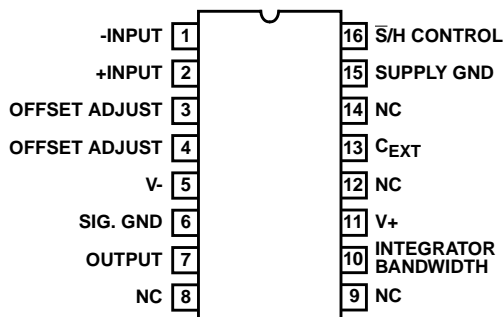 -INPUT 1
+INPUT 2
OFFSET ADJUST 3
OFFSET ADJUST 4
V- 5
SIG. GND 6
OUTPUT 7
NC 8
16 S̅/H CONTROL
15 SUPPLY GND
14 NC
13 CEXT
12 NC
11 V+
10 INTEGRATOR
BANDWIDTH
9 NC